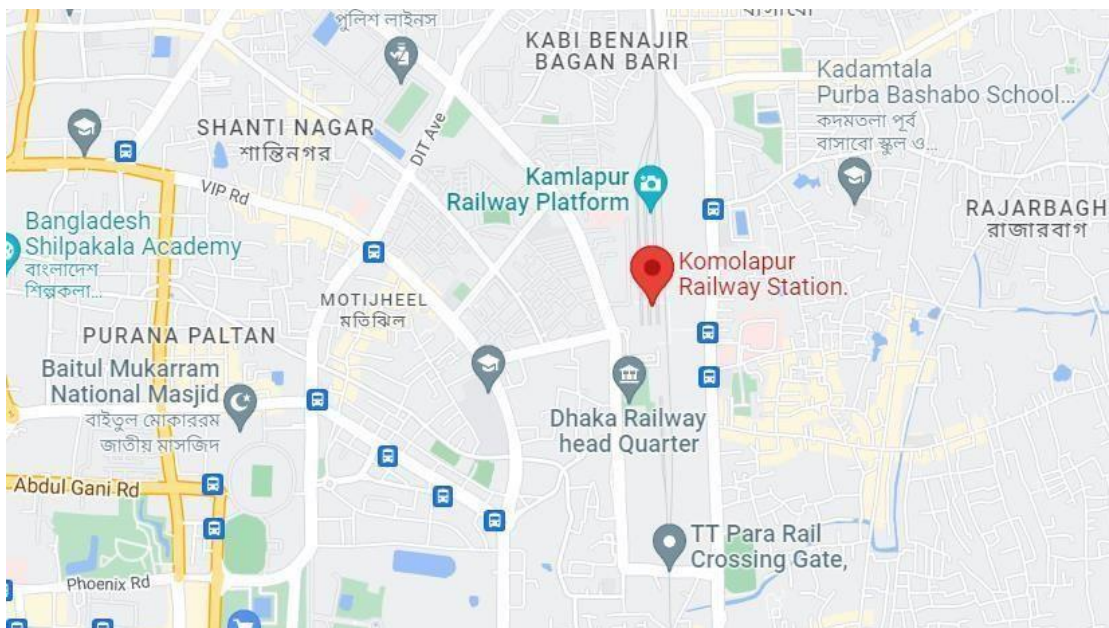 পুলিশ লাইনস
KABI BENAJIR
BAGAN BARI
বাসাবো
Kadamtala
Purba Bashabo School...
কদমতলা পূর্ব
বাসাবো স্কুল ও...
SHANTI NAGAR
শান্তিনগর
DIT Ave
VIP Rd
Kamlapur
Railway Platform
RAJARBAGH
রাজারবাগ
Bangladesh
Shilpakala Academy
বাংলাদেশ
শিল্পকলা...
Komolapur
Railway Station.
MOTIJHEEL
মতিঝিল
PURANA PALTAN
Baitul Mukarram
National Masjid
বাইতুল মোকাররম
জাতীয় মাসজিদ
Dhaka Railway
head Quarter
Abdul Gani Rd
TT Para Rail
Crossing Gate,
Phoenix Rd